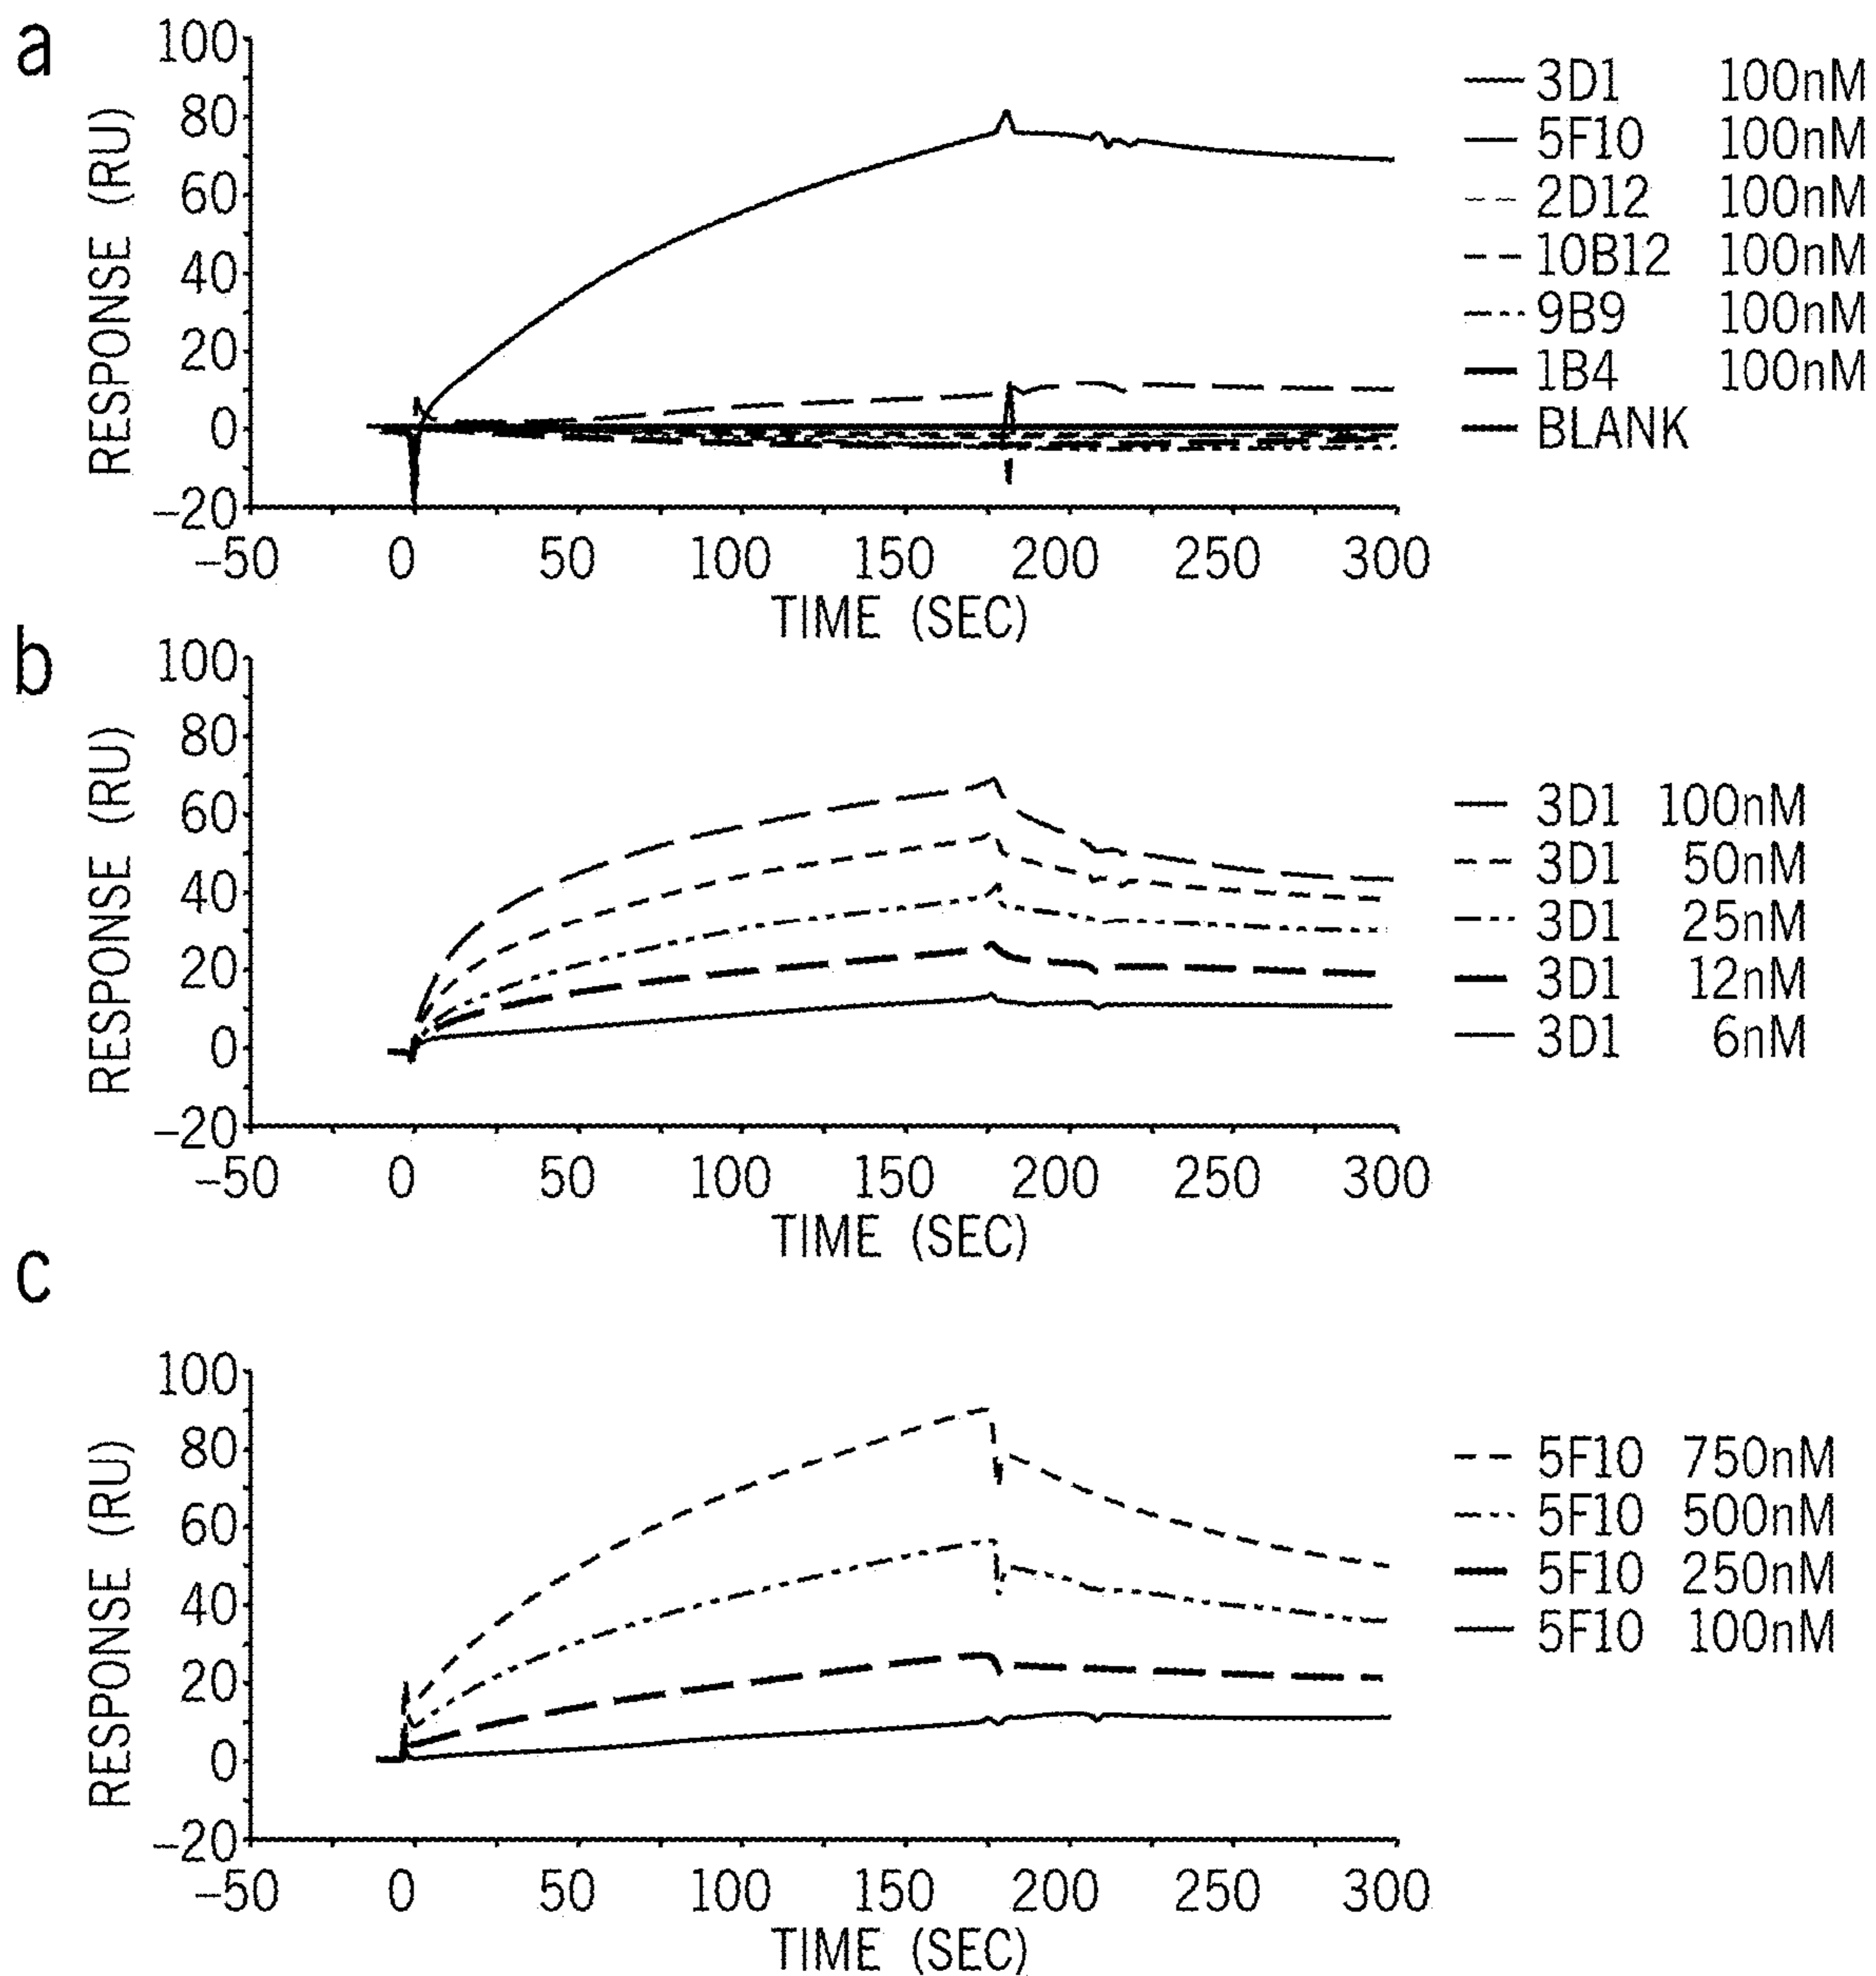 a
RESPONSE (RU)
100
80
60
40
20
0
-20
-50 0 50 100 150 200 250 300
TIME (SEC)
3D1 100nM
5F10 100nM
2D12 100nM
10B12 100nM
9B9 100nM
1B4 100nM
BLANK
b
RESPONSE (RU)
100
80
60
40
20
0
-20
-50 0 50 100 150 200 250 300
TIME (SEC)
3D1 100nM
3D1 50nM
3D1 25nM
3D1 12nM
3D1 6nM
c
RESPONSE (RU)
100
80
60
40
20
0
-20
-50 0 50 100 150 200 250 300
TIME (SEC)
5F10 750nM
5F10 500nM
5F10 250nM
5F10 100nM